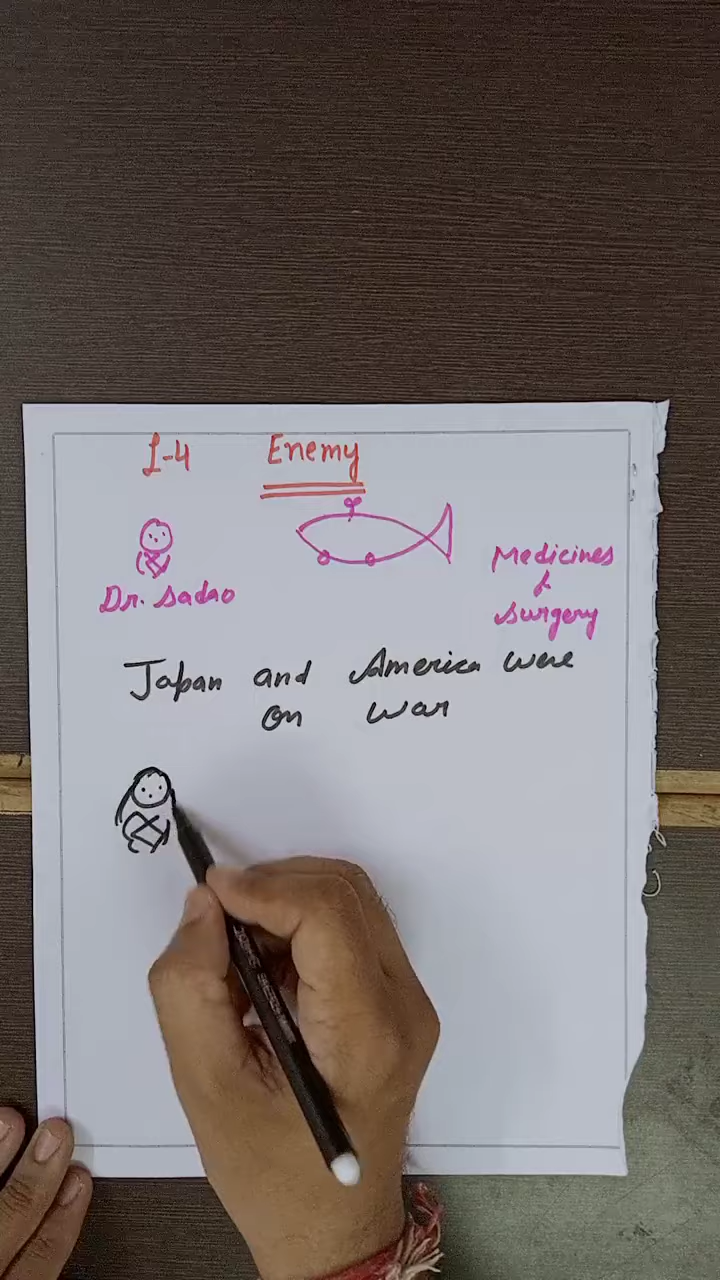 L-4 Enemy
Dr. Sadao
Medicines
&
Surgery
Japan and America were
on war